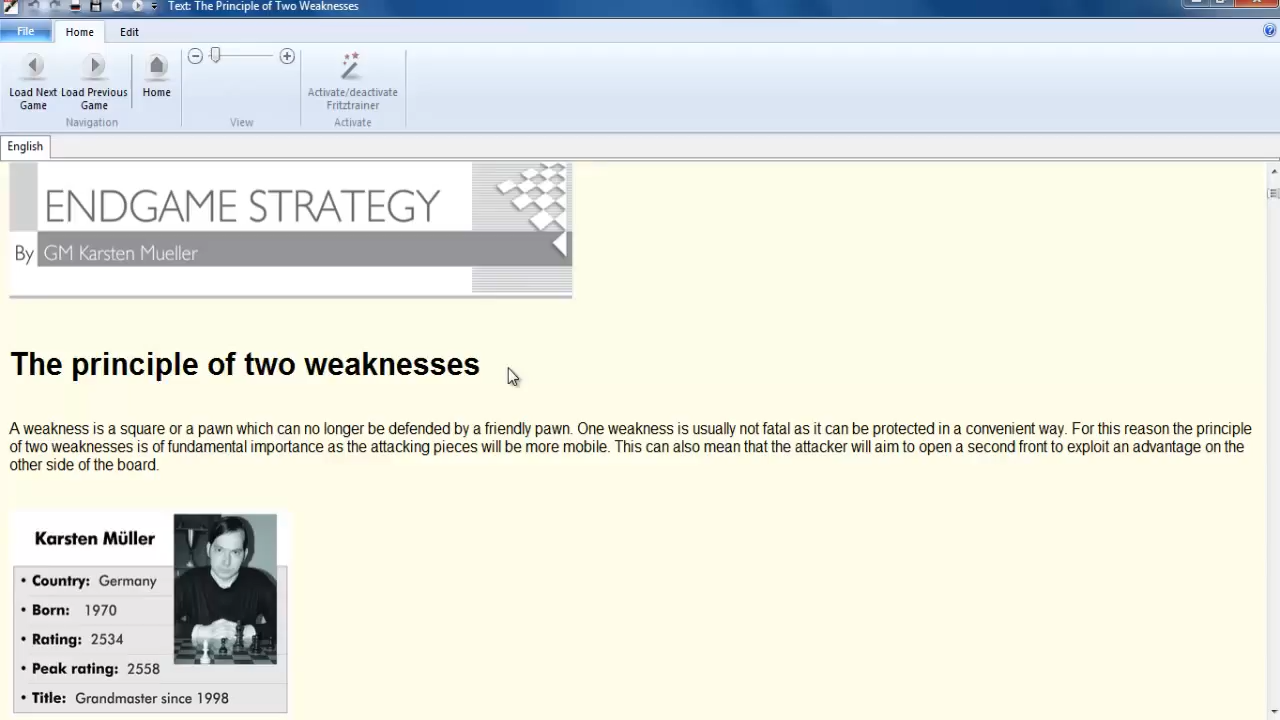 Text: The Principle of Two Weaknesses
File Home Edit
Load Next Game
Load Previous Game
Home
Activate/deactivate Fritztrainer
Navigation View Activate
English
ENDGAME STRATEGY
By GM Karsten Mueller
The principle of two weaknesses
A weakness is a square or a pawn which can no longer be defended by a friendly pawn. One weakness is usually not fatal as it can be protected in a convenient way. For this reason the principle
of two weaknesses is of fundamental importance as the attacking pieces will be more mobile. This can also mean that the attacker will aim to open a second front to exploit an advantage on the
other side of the board.
Karsten Müller
• Country: Germany
• Born: 1970
• Rating: 2534
• Peak rating: 2558
• Title: Grandmaster since 1998